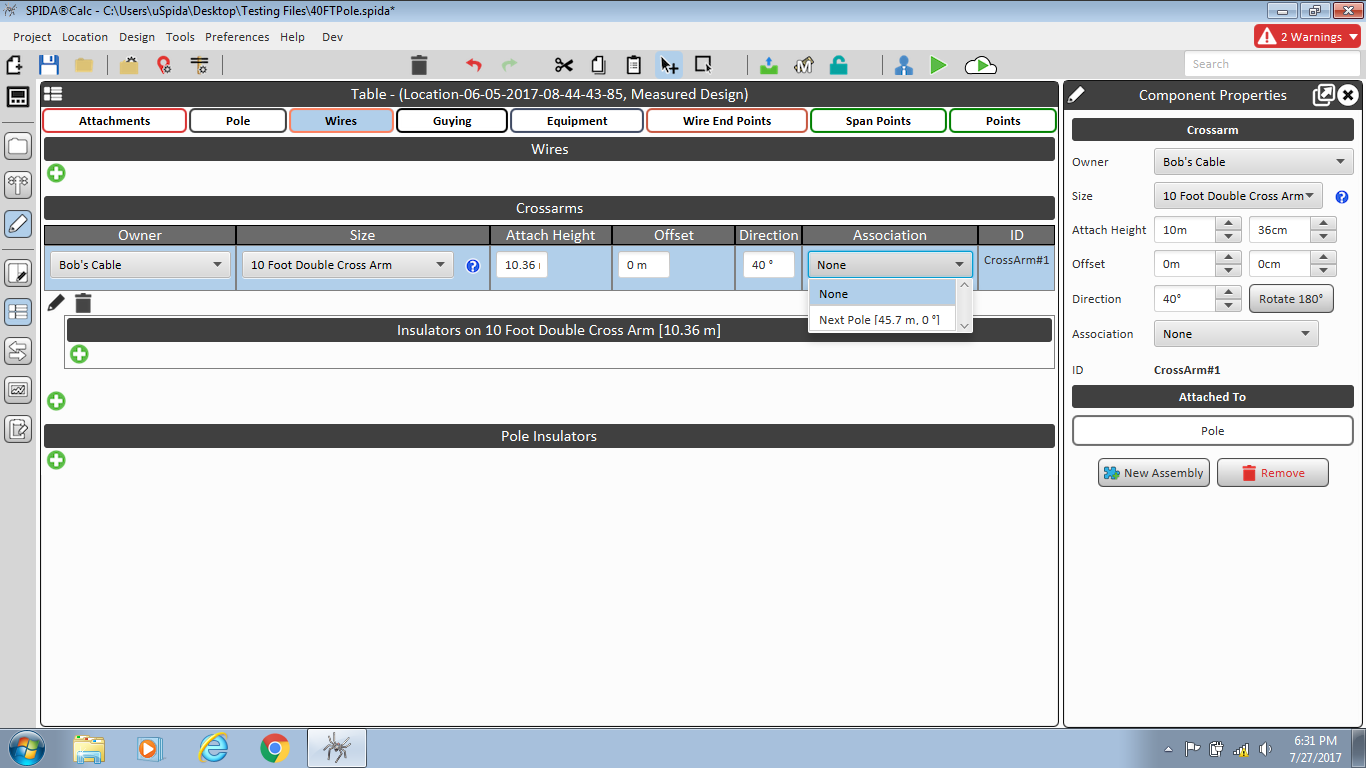 SPIDA®Calc - C:\Users\uSpida\Desktop\Testing Files\40FTPole.spida*
Project Location Design Tools Preferences Help Dev
2 Warnings
Search
Table - (Location-06-05-2017-08-44-43-85, Measured Design)
Attachments Pole Wires Guying Equipment Wire End Points Span Points Points
Wires
Crossarms
Owner Size Attach Height Offset Direction Association ID
Bob's Cable 10 Foot Double Cross Arm 10.36 0 m 40 ° None CrossArm#1
None
Next Pole [45.7 m, 0 °]
Insulators on 10 Foot Double Cross Arm [10.36 m]
Pole Insulators
Component Properties
Crossarm
Owner Bob's Cable
Size 10 Foot Double Cross Arm
Attach Height 10m 36cm
Offset 0m 0cm
Direction 40° Rotate 180°
Association None
ID CrossArm#1
Attached To
Pole
New Assembly Remove
6:31 PM
7/27/2017